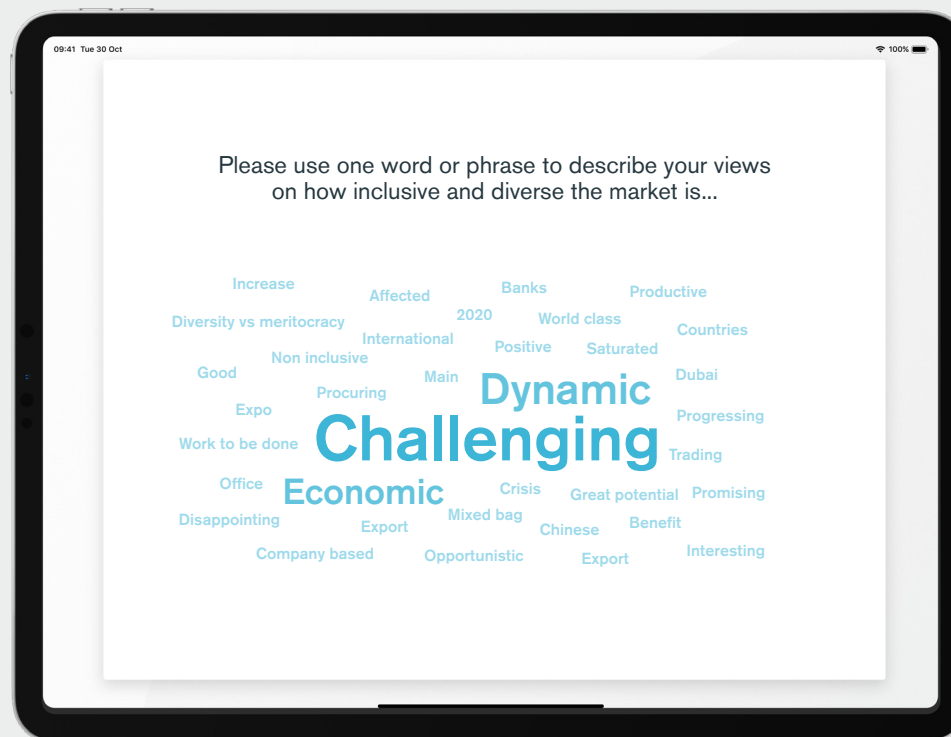 09:41 Tue 30 Oct
100%
Please use one word or phrase to describe your views
on how inclusive and diverse the market is...
Increase
Affected
Banks
Productive
Diversity vs meritocracy
2020
World class
Countries
International
Non inclusive
Positive
Saturated
Good
Main
Dubai
Procuring
Dynamic
Expo
Progressing
Work to be done
Challenging
Trading
Office
Economic
Crisis
Great potential
Promising
Disappointing
Export
Mixed bag
Chinese
Benefit
Company based
Opportunistic
Export
Interesting